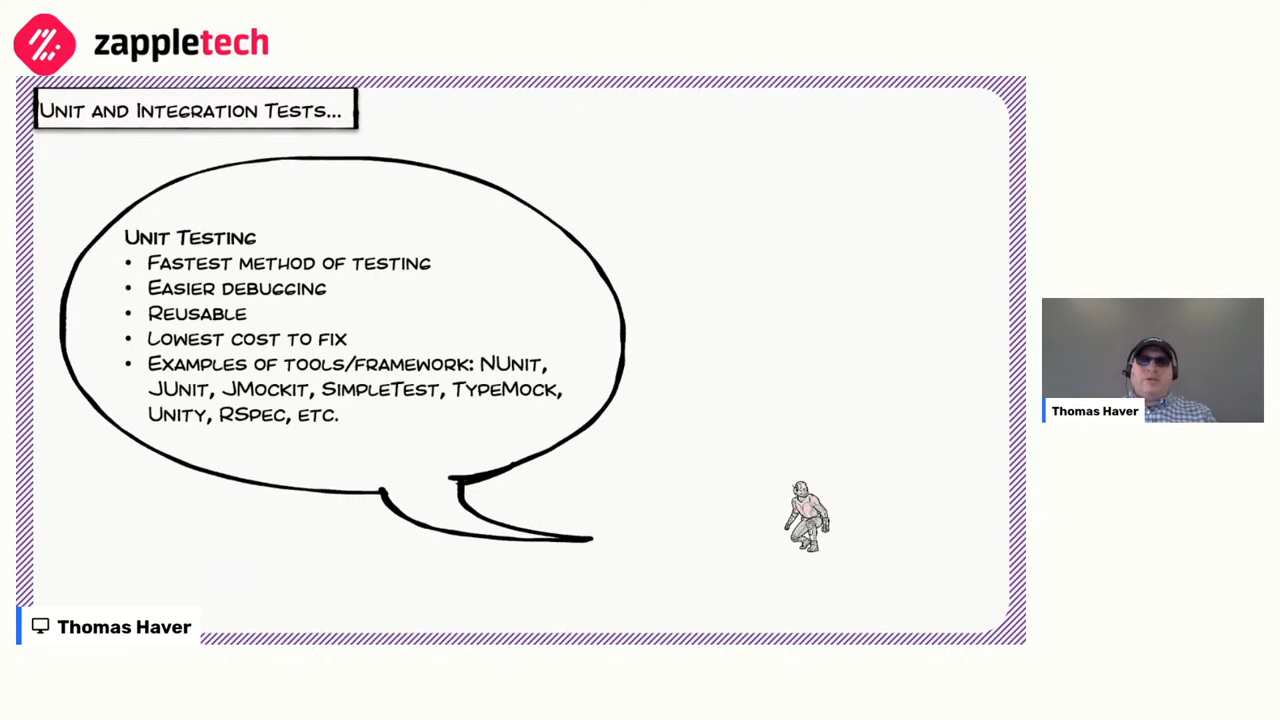 zappletech
Unit and Integration Tests...
Unit Testing
• Fastest method of testing
• Easier debugging
• Reusable
• Lowest cost to fix
• Examples of tools/framework: NUnit,
JUnit, JMockit, SimpleTest, TypeMock,
Unity, RSpec, etc.
Thomas Haver
Thomas Haver